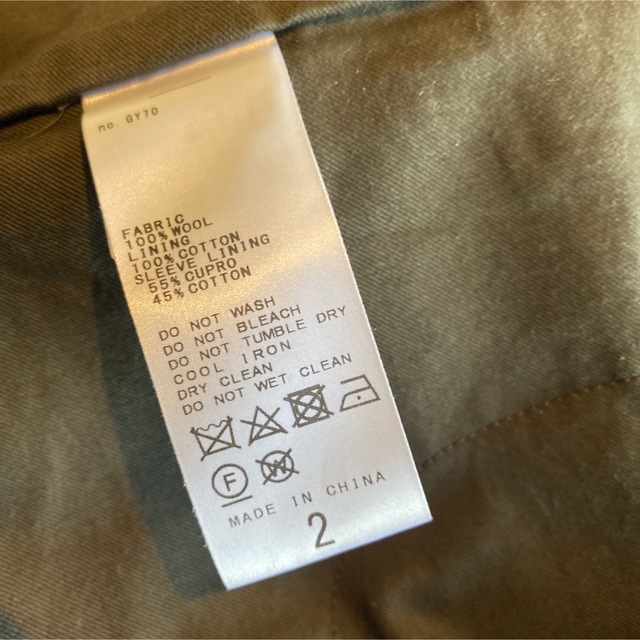 no. GY70
FABRIC
100% WOOL
LINING
100% COTTON
SLEEVE LINING
55% CUPRO
45% COTTON
DO NOT WASH
DO NOT BLEACH
DO NOT TUMBLE DRY
COOL IRON
DRY CLEAN
DO NOT WET CLEAN
F W
MADE IN CHINA
2